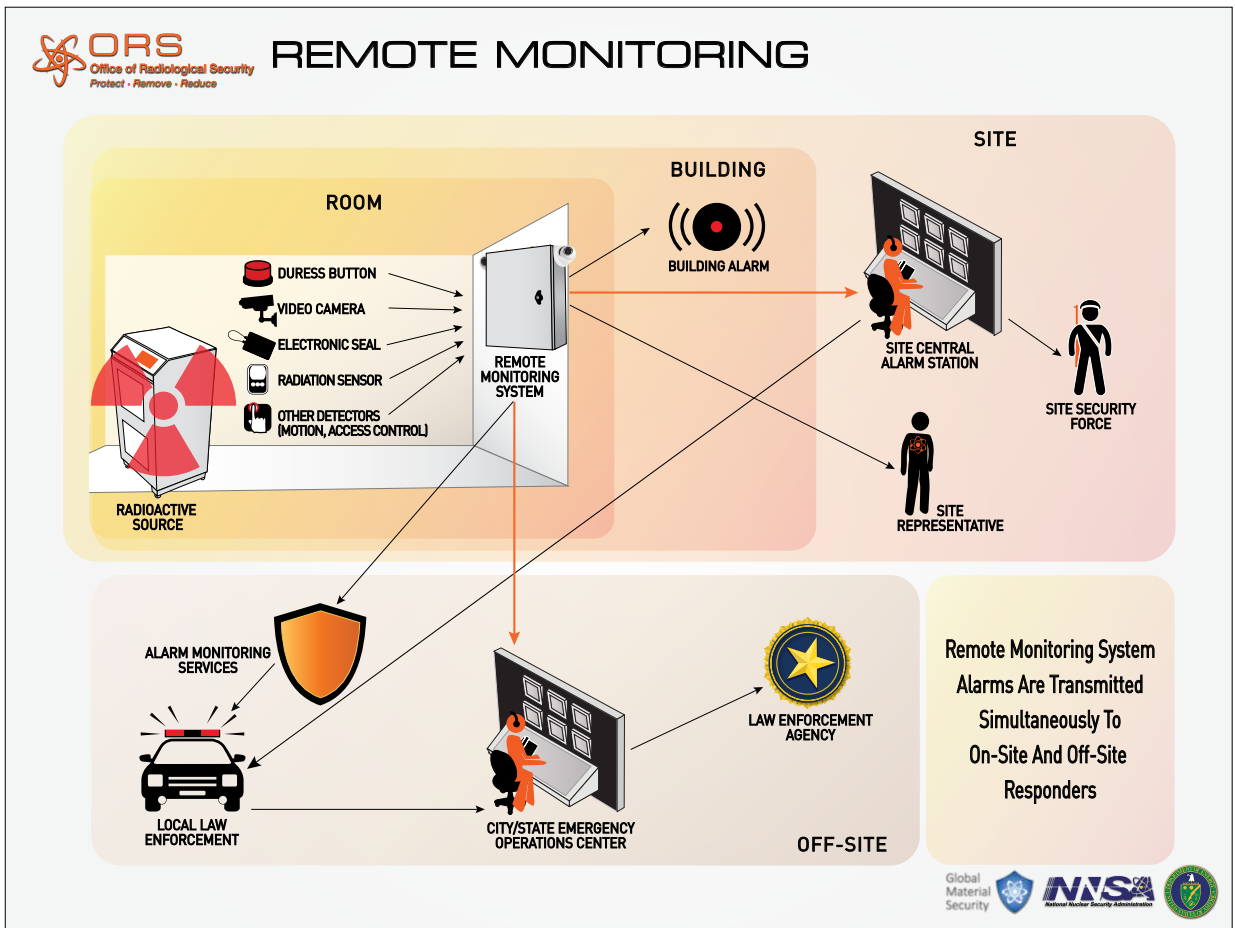 ORS
Office of Radiological Security
Protect • Remove • Reduce
REMOTE MONITORING
SITE
BUILDING
ROOM
BUILDING ALARM
DURESS BUTTON
VIDEO CAMERA
ELECTRONIC SEAL
RADIATION SENSOR
OTHER DETECTORS
(MOTION, ACCESS CONTROL)
REMOTE
MONITORING
SYSTEM
SITE CENTRAL
ALARM STATION
SITE SECURITY
FORCE
RADIOACTIVE
SOURCE
SITE
REPRESENTATIVE
ALARM MONITORING
SERVICES
LAW ENFORCEMENT
AGENCY
LOCAL LAW
ENFORCEMENT
CITY/STATE EMERGENCY
OPERATIONS CENTER
OFF-SITE
Remote Monitoring System
Alarms Are Transmitted
Simultaneously To
On-Site And Off-Site
Responders
Global
Material
Security
NNSA
National Nuclear Security Administration